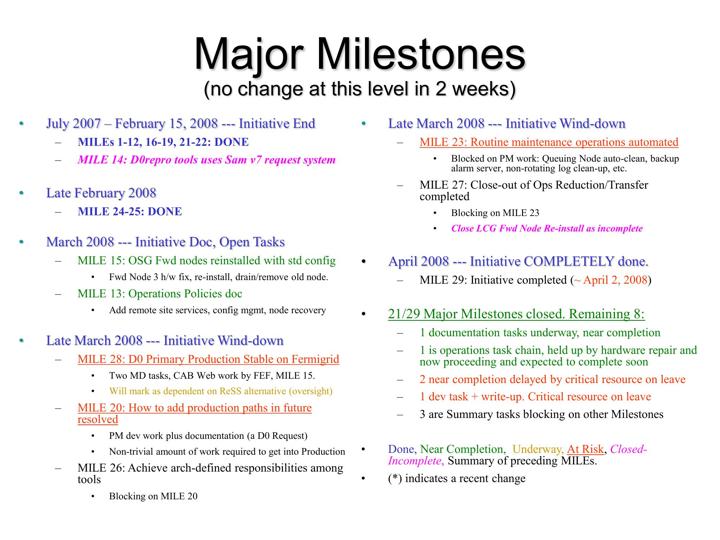 Major Milestones
(no change at this level in 2 weeks)
• July 2007 – February 15, 2008 --- Initiative End
– MILEs 1-12, 16-19, 21-22: DONE
– MILE 14: D0repro tools uses Sam v7 request system
• Late February 2008
– MILE 24-25: DONE
• March 2008 --- Initiative Doc, Open Tasks
– MILE 15: OSG Fwd nodes reinstalled with std config
• Fwd Node 3 h/w fix, re-install, drain/remove old node.
– MILE 13: Operations Policies doc
• Add remote site services, config mgmt, node recovery
• Late March 2008 --- Initiative Wind-down
– MILE 28: D0 Primary Production Stable on Fermigrid
• Two MD tasks, CAB Web work by FEF, MILE 15.
• Will mark as dependent on ReSS alternative (oversight)
– MILE 20: How to add production paths in future
resolved
• PM dev work plus documentation (a D0 Request)
• Non-trivial amount of work required to get into Production
– MILE 26: Achieve arch-defined responsibilities among
tools
• Blocking on MILE 20
• Late March 2008 --- Initiative Wind-down
– MILE 23: Routine maintenance operations automated
• Blocked on PM work: Queuing Node auto-clean, backup
alarm server, non-rotating log clean-up, etc.
– MILE 27: Close-out of Ops Reduction/Transfer
completed
• Blocking on MILE 23
• Close LCG Fwd Node Re-install as incomplete
• April 2008 --- Initiative COMPLETELY done.
– MILE 29: Initiative completed (~ April 2, 2008)
• 21/29 Major Milestones closed. Remaining 8:
– 1 documentation tasks underway, near completion
– 1 is operations task chain, held up by hardware repair and
now proceeding and expected to complete soon
– 2 near completion delayed by critical resource on leave
– 1 dev task + write-up. Critical resource on leave
– 3 are Summary tasks blocking on other Milestones
• Done, Near Completion, Underway, At Risk, Closed-
Incomplete, Summary of preceding MILEs.
• (*) indicates a recent change